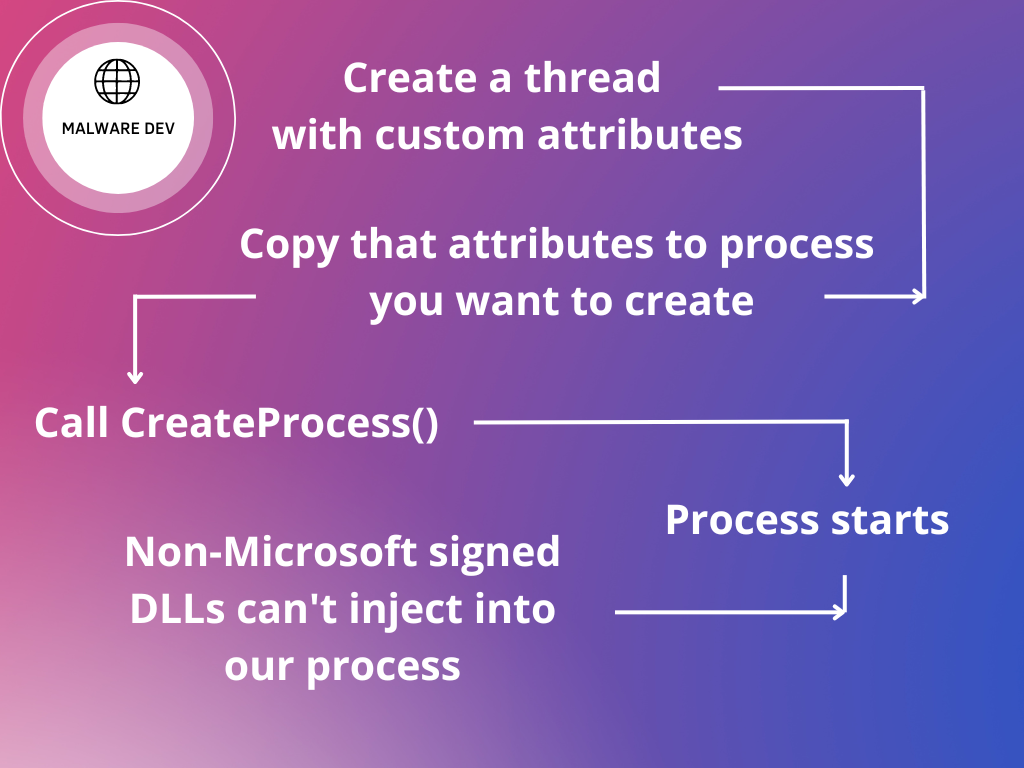 MALWARE DEV
Create a thread
with custom attributes
Copy that attributes to process
you want to create
Call CreateProcess()
Process starts
Non-Microsoft signed
DLLs can't inject into
our process